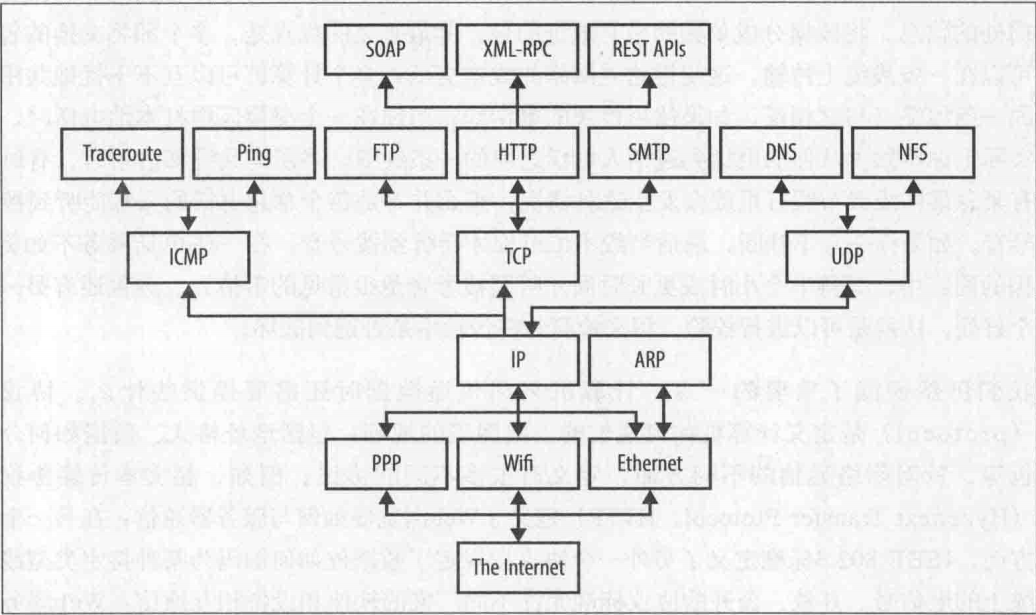 SOAP XML-RPC REST APIs
Traceroute Ping FTP HTTP SMTP DNS NFS
ICMP TCP UDP
IP ARP
PPP Wifi Ethernet
The Internet